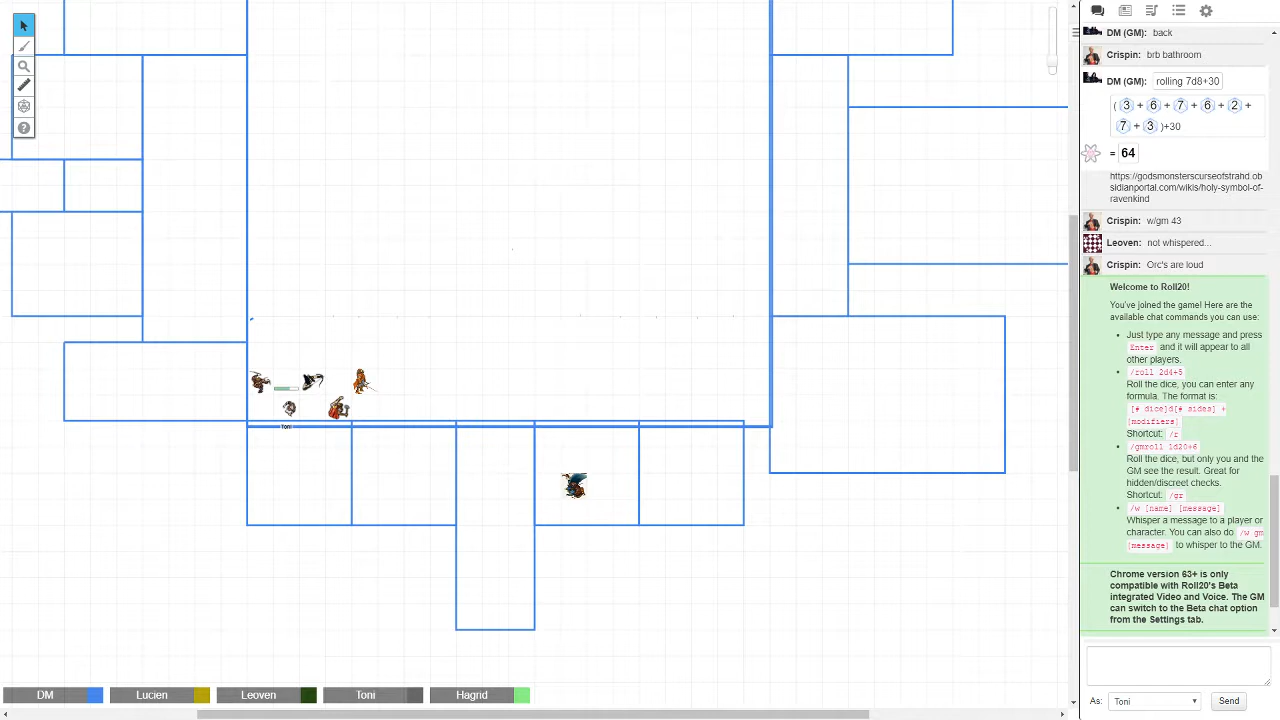 DM (GM): back
Crispin: brb bathroom
DM (GM): rolling 7d8+30
( 3 + 6 + 7 + 6 + 2 +
7 + 3 )+30
= 64
https://godsmonsterscurseofstrahd.ob
sidianportal.com/wikis/holy-symbol-of-
ravenkind
Crispin: w/gm 43
Leoven: not whispered...
Crispin: Orc's are loud
Welcome to Roll20!
You've joined the game! Here are the
available chat commands you can use:
• Just type any message and press
Enter and it will appear to all
other players.
• /roll 2d4+5
Roll the dice, you can enter any
formula. The format is:
[# dice]d[# sides] +
[modifiers]
Shortcut: /r
• /gmroll 1d20+6
Roll the dice, but only you and the
GM see the result. Great for
hidden/discreet checks.
Shortcut: /gr
• /w [name] [message]
Whisper a message to a player or
character. You can also do /w gm
[message] to whisper to the GM.
Chrome version 63+ is only
compatible with Roll20's Beta
integrated Video and Voice. The GM
can switch to the Beta chat option
from the Settings tab.
Toni
DM
Lucien
Leoven
Toni
Hagrid
As: Toni
Send